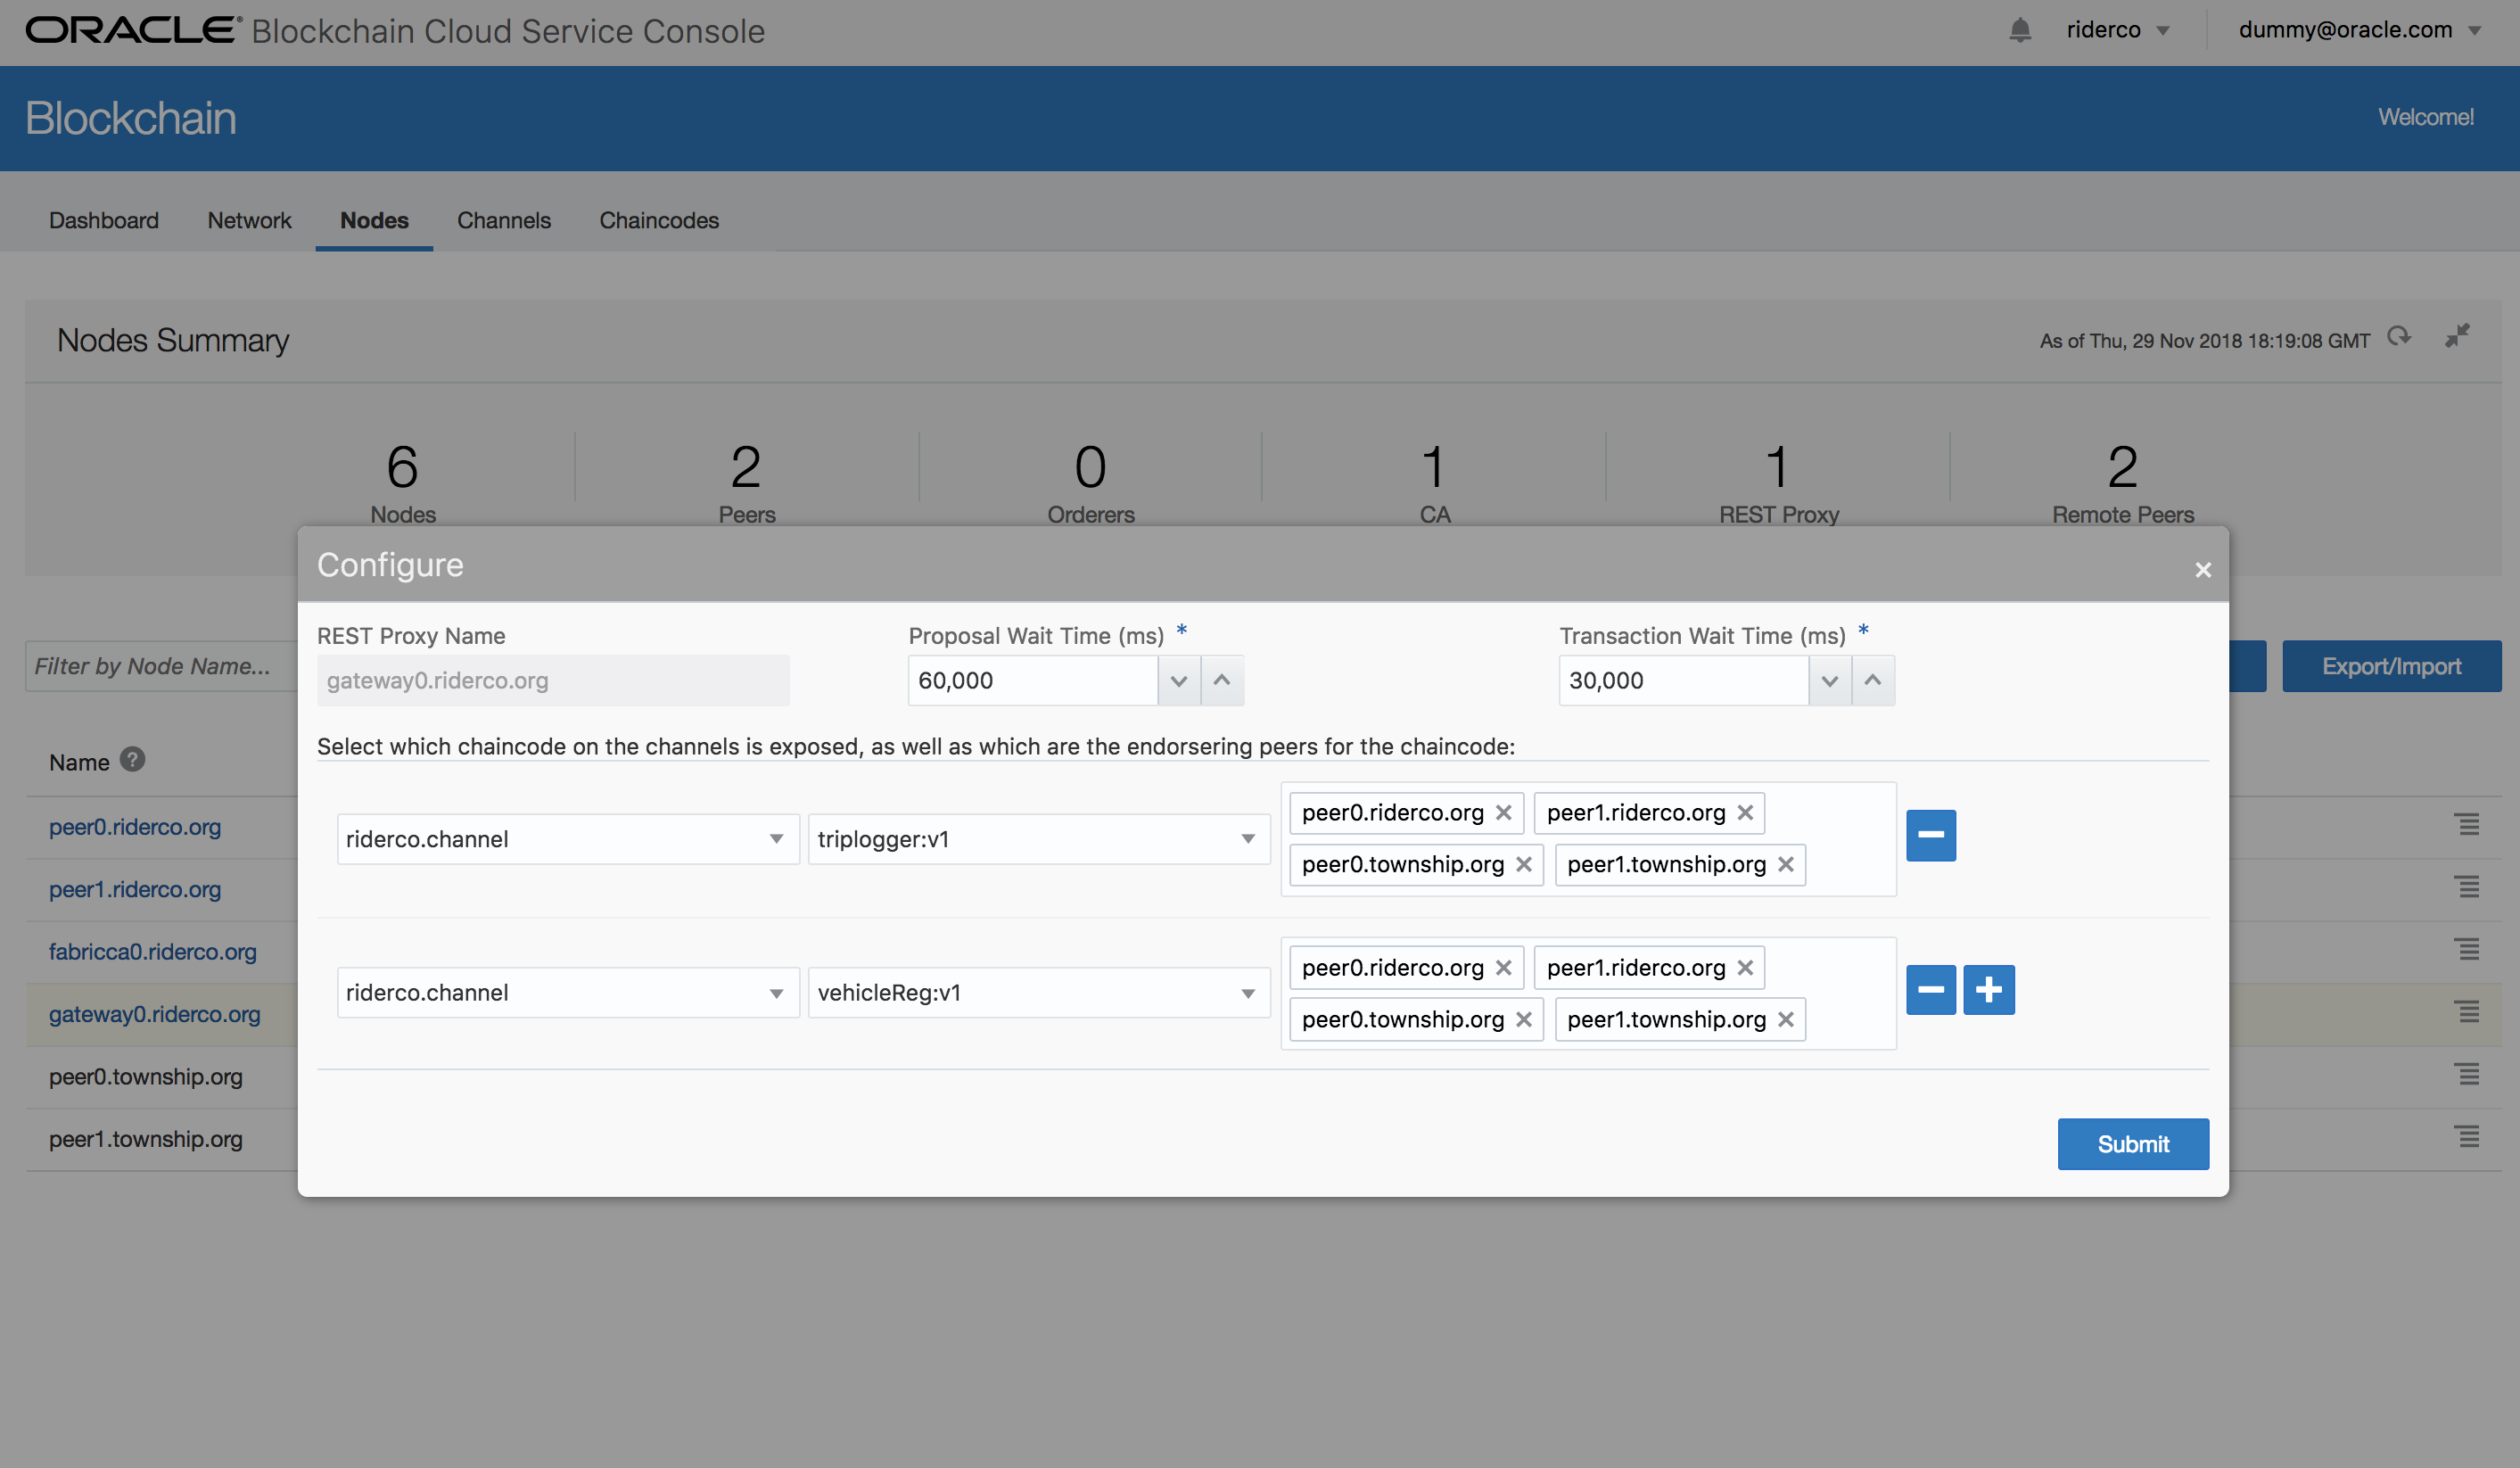 ORACLE® Blockchain Cloud Service Console riderco dummy@oracle.com
Blockchain Welcome!
Dashboard Network Nodes Channels Chaincodes
Nodes Summary As of Thu, 29 Nov 2018 18:19:08 GMT
6 2 0 1 1 2
Nodes Peers Orderers CA REST Proxy Remote Peers
Configure
REST Proxy Name Proposal Wait Time (ms) * Transaction Wait Time (ms) *
Filter by Node Name... gateway0.riderco.org 60,000 30,000 Export/Import
Select which chaincode on the channels is exposed, as well as which are the endorsering peers for the chaincode:
Name ?
peer0.riderco.org
peer1.riderco.org
fabricca0.riderco.org
gateway0.riderco.org
peer0.township.org
peer1.township.org
riderco.channel triplogger:v1
peer0.riderco.org peer1.riderco.org
peer0.township.org peer1.township.org
riderco.channel vehicleReg:v1
peer0.riderco.org peer1.riderco.org
peer0.township.org peer1.township.org
Submit